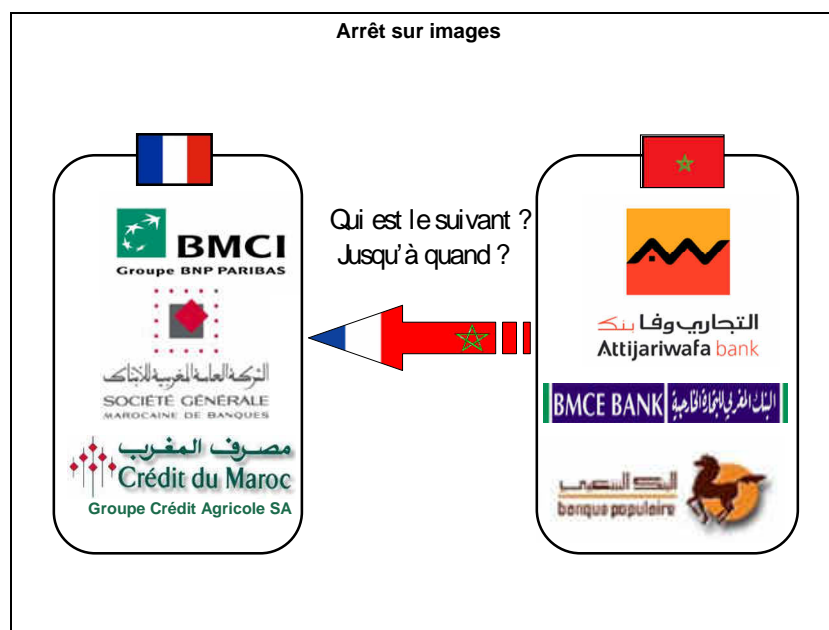 Arrêt sur images
BMCI
Groupe BNP PARIBAS
الشركة العامة المغربية للأبناك
SOCIÉTÉ GÉNÉRALE
MAROCAINE DE BANQUES
مصرف المغرب
Crédit du Maroc
Groupe Crédit Agricole SA
Qui est le suivant ?
Jusqu'à quand ?
التجاري وفا بنك
Attijariwafa bank
BMCE BANK البنك المغربي للتجارة الخارجية
البنك الشعبي
banque populaire